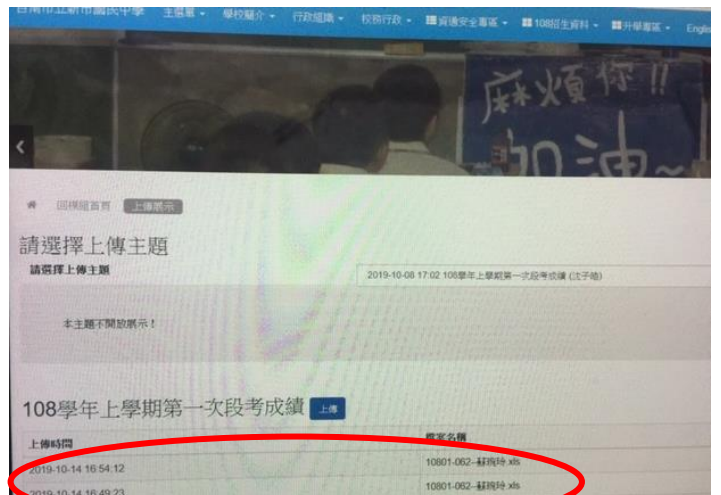 台南市立新市國民中學 主選單 學校簡介 行政組織 校務行政 資通安全專區 108招生資料 升學專區 English
麻煩你!!
加油~
回模組首頁 上傳展示
請選擇上傳主題
請選擇上傳主題 2019-10-08 17:02 108學年上學期第一次段考成績
本主題不開放展示!
108學年上學期第一次段考成績 上傳
上傳時間 檔案名稱
2019-10-14 16:54:12 10801-062--蘇琬玲.xls
2019-10-14 16:49:23 10801-062--蘇琬玲.xls